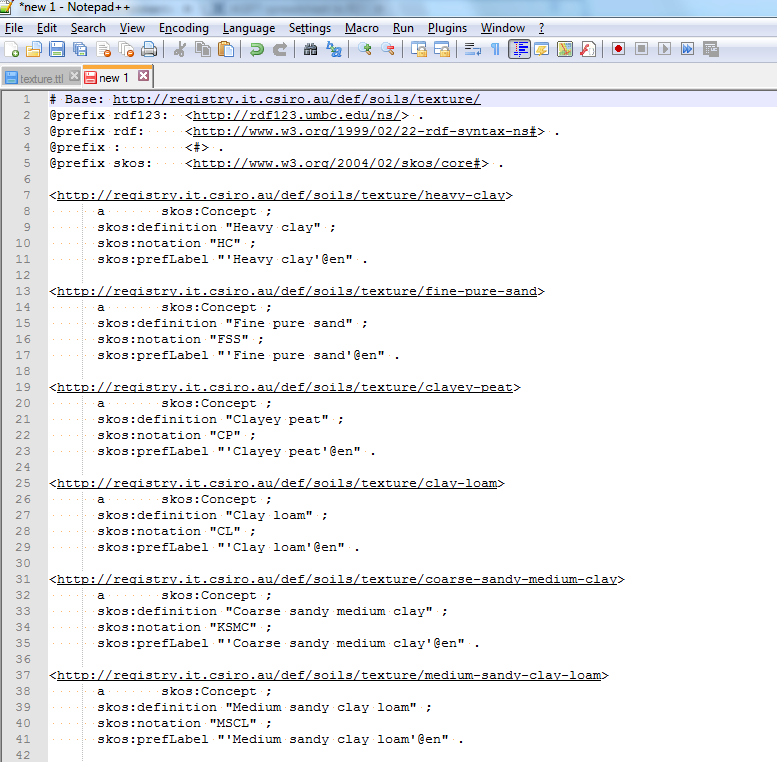 *new 1 - Notepad++
File Edit Search View Encoding Language Settings Macro Run Plugins Window ?
texture.ttl new 1
1 # Base: http://registry.it.csiro.au/def/soils/texture/
2 @prefix rdf123: <http://rdf123.umbc.edu/ns/> .
3 @prefix rdf: <http://www.w3.org/1999/02/22-rdf-syntax-ns#> .
4 @prefix : <#> .
5 @prefix skos: <http://www.w3.org/2004/02/skos/core#> .
6
7 <http://registry.it.csiro.au/def/soils/texture/heavy-clay>
8 a skos:Concept ;
9 skos:definition "Heavy clay" ;
10 skos:notation "HC" ;
11 skos:prefLabel "'Heavy clay'@en" .
12
13 <http://registry.it.csiro.au/def/soils/texture/fine-pure-sand>
14 a skos:Concept ;
15 skos:definition "Fine pure sand" ;
16 skos:notation "FSS" ;
17 skos:prefLabel "'Fine pure sand'@en" .
18
19 <http://registry.it.csiro.au/def/soils/texture/clayey-peat>
20 a skos:Concept ;
21 skos:definition "Clayey peat" ;
22 skos:notation "CP" ;
23 skos:prefLabel "'Clayey peat'@en" .
24
25 <http://registry.it.csiro.au/def/soils/texture/clay-loam>
26 a skos:Concept ;
27 skos:definition "Clay loam" ;
28 skos:notation "CL" ;
29 skos:prefLabel "'Clay loam'@en" .
30
31 <http://registry.it.csiro.au/def/soils/texture/coarse-sandy-medium-clay>
32 a skos:Concept ;
33 skos:definition "Coarse sandy medium clay" ;
34 skos:notation "KSMC" ;
35 skos:prefLabel "'Coarse sandy medium clay'@en" .
36
37 <http://registry.it.csiro.au/def/soils/texture/medium-sandy-clay-loam>
38 a skos:Concept ;
39 skos:definition "Medium sandy clay loam" ;
40 skos:notation "MSCL" ;
41 skos:prefLabel "'Medium sandy clay loam'@en" .
42